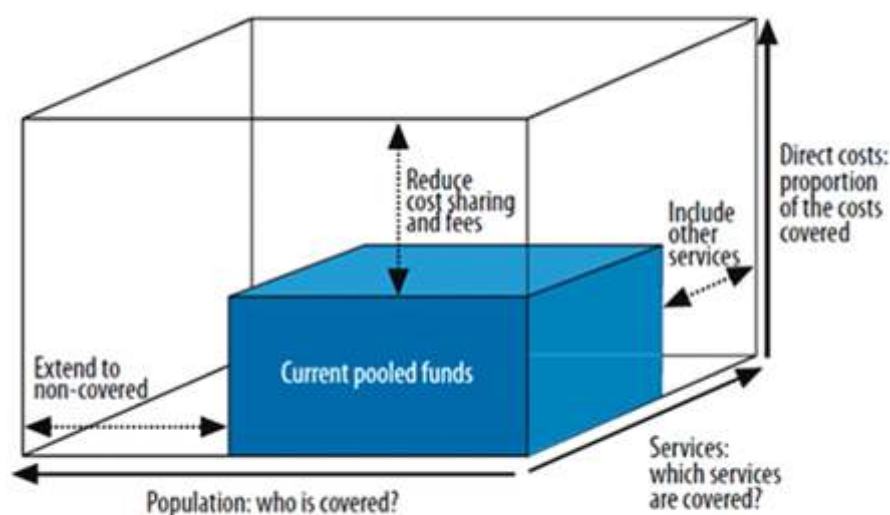 Reduce
cost sharing
and fees
Include
other
services
Direct costs:
proportion
of the costs
covered
Extend to
non-covered
Current pooled funds
Population: who is covered?
Services:
which services
are covered?